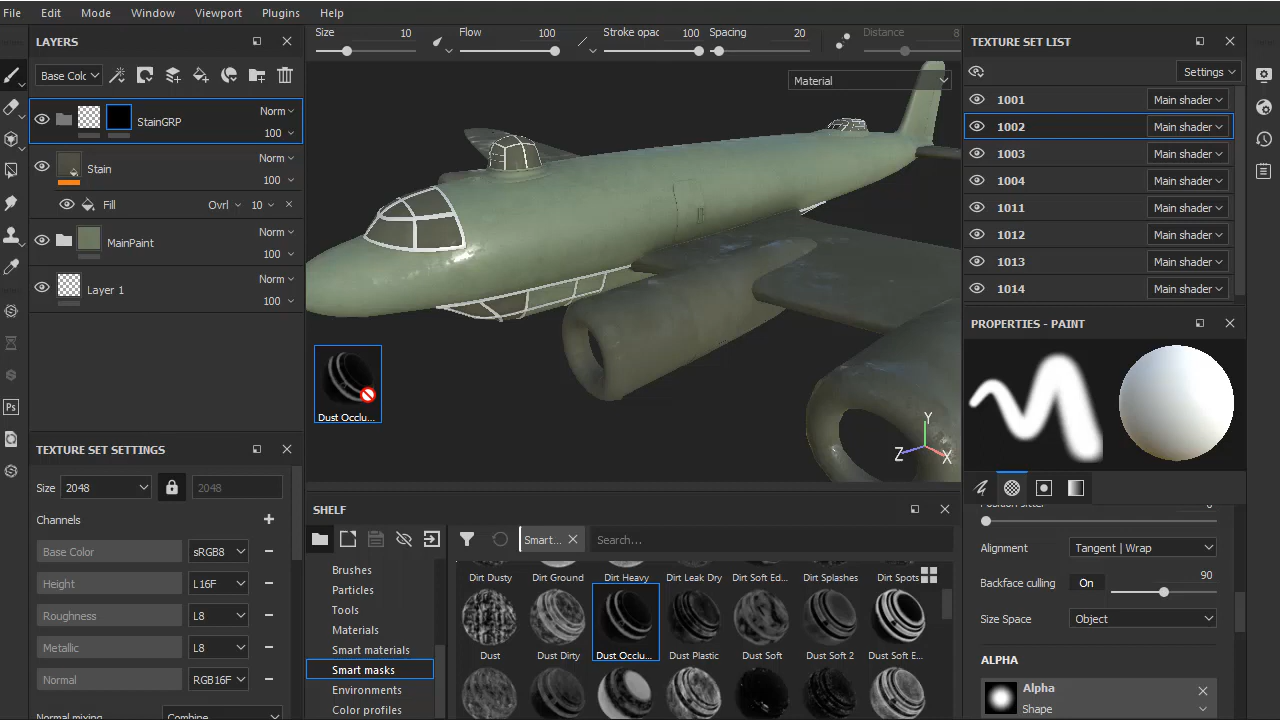 File Edit Mode Window Viewport Plugins Help
LAYERS
Base Colo
StainGRP
Norm
100
Stain
Norm
100
Fill Ovrl 10
MainPaint
Norm
100
Layer 1
Norm
100
TEXTURE SET SETTINGS
Size 2048 2048
Channels
Base Color sRGB8
Height L16F
Roughness L8
Metallic L8
Normal RGB16F
Normal mixing Combine
Size 10 Flow 100 Stroke opac 100 Spacing 20 Distance 8
Material
Dust Occlu...
Y
Z X
SHELF
Smart... Search...
Brushes
Particles
Tools
Materials
Smart materials
Smart masks
Environments
Color profiles
Dirt Dusty Dirt Ground Dirt Heavy Dirt Leak Dry Dirt Soft Ed... Dirt Splashes Dirt Spots
Dust Dust Dirty Dust Occlu... Dust Plastic Dust Soft Dust Soft 2 Dust Soft E...
TEXTURE SET LIST
Settings
1001 Main shader
1002 Main shader
1003 Main shader
1004 Main shader
1011 Main shader
1012 Main shader
1013 Main shader
1014 Main shader
PROPERTIES - PAINT
Position jitter 0
Alignment Tangent | Wrap
Backface culling On 90
Size Space Object
ALPHA
Alpha
Shape
Ps